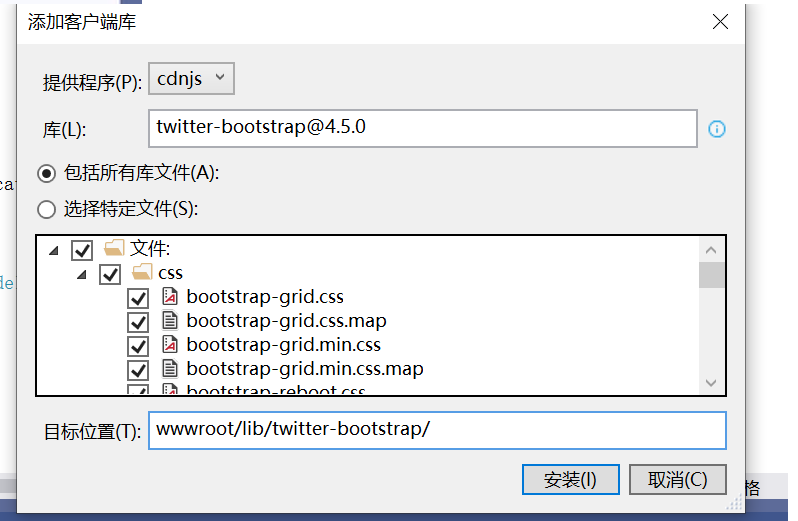 添加客户端库
提供程序(P): cdnjs
库(L): twitter-bootstrap@4.5.0
包括所有库文件(A):
选择特定文件(S):
文件:
css
bootstrap-grid.css
bootstrap-grid.css.map
bootstrap-grid.min.css
bootstrap-grid.min.css.map
bootstrap-reboot.css
目标位置(T): wwwroot/lib/twitter-bootstrap/
安装(I) 取消(C)
格